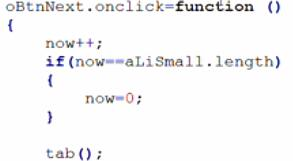 oBtnNext.onclick=function ()
{
now++;
if(now==aLiSmall.length)
{
now=0;
}
tab();